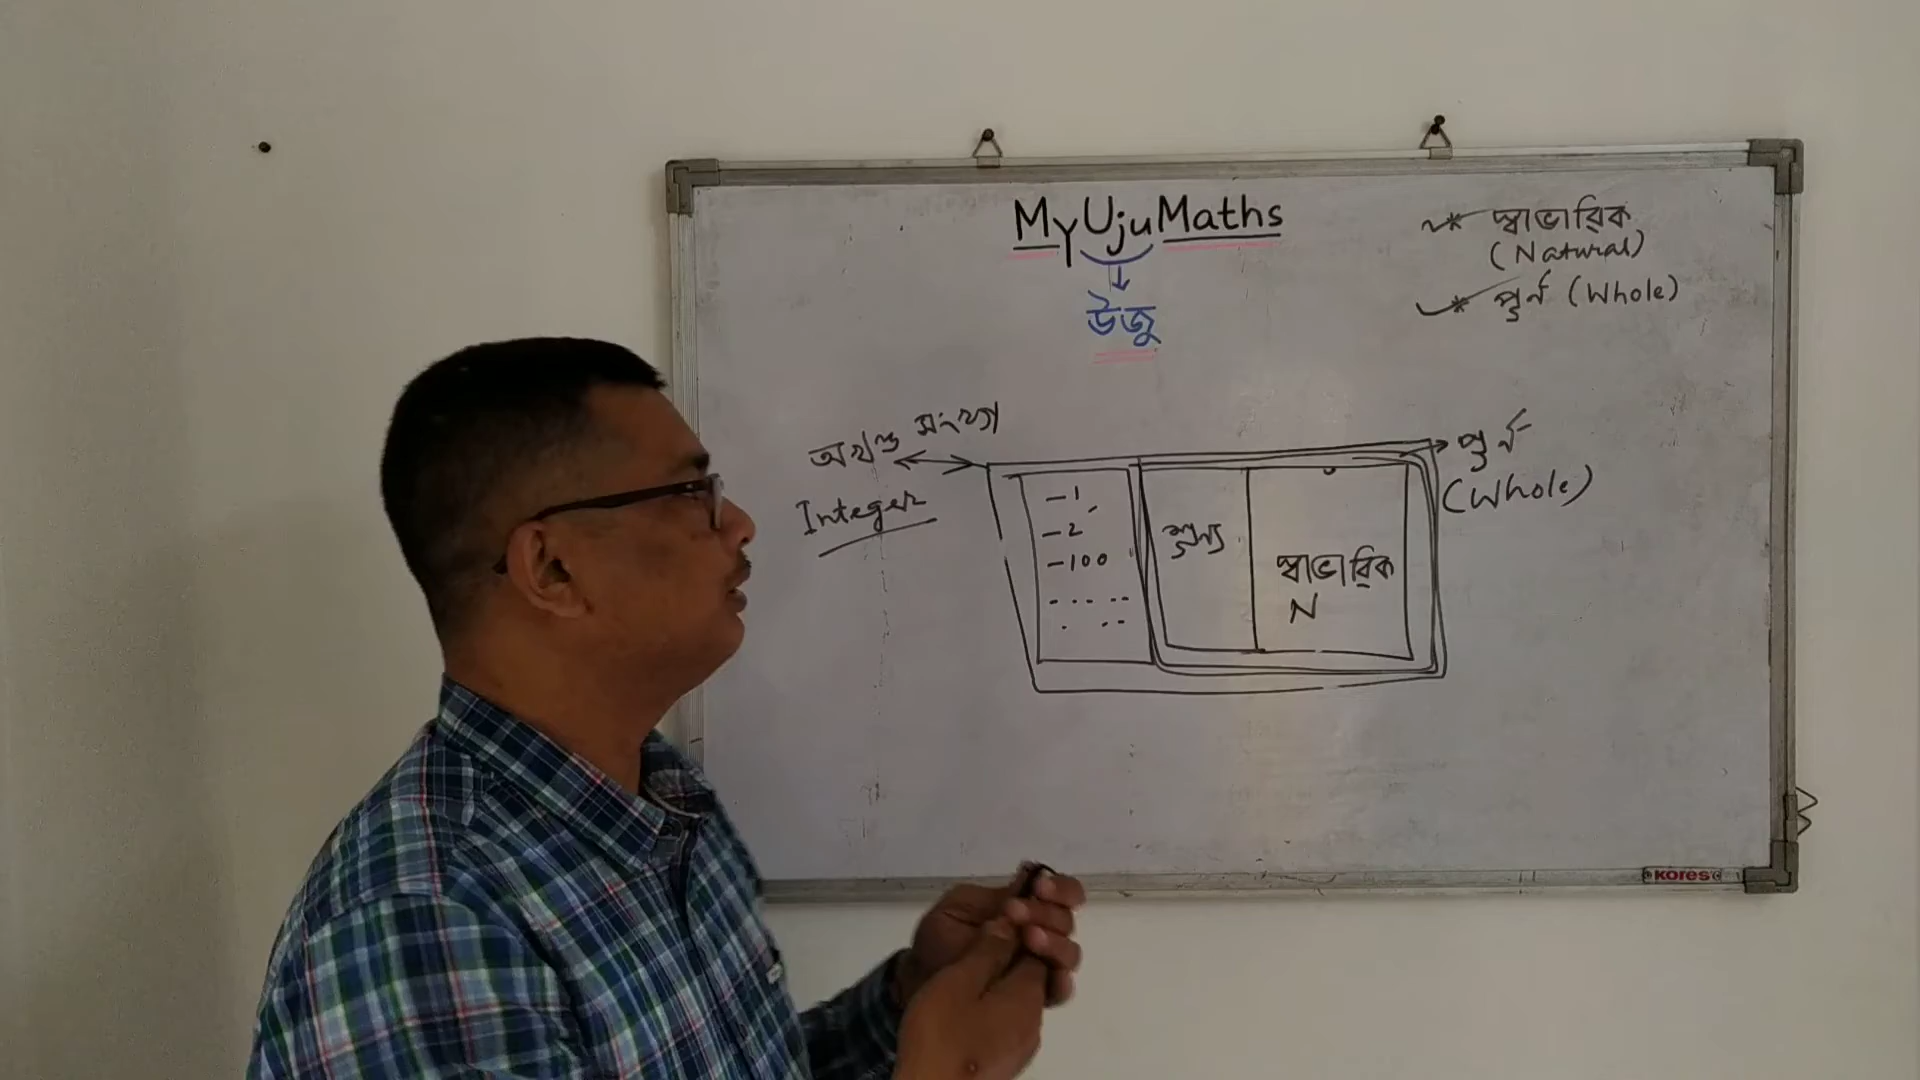 MyUjuMaths
উজু
* স্বাভাৱিক
(Natural)
* পূৰ্ন (Whole)
অখণ্ড সংখ্যা
Integer
-1
-2
-100
শূন্য
স্বাভাৱিক
N
পূৰ্ন
(Whole)
kores